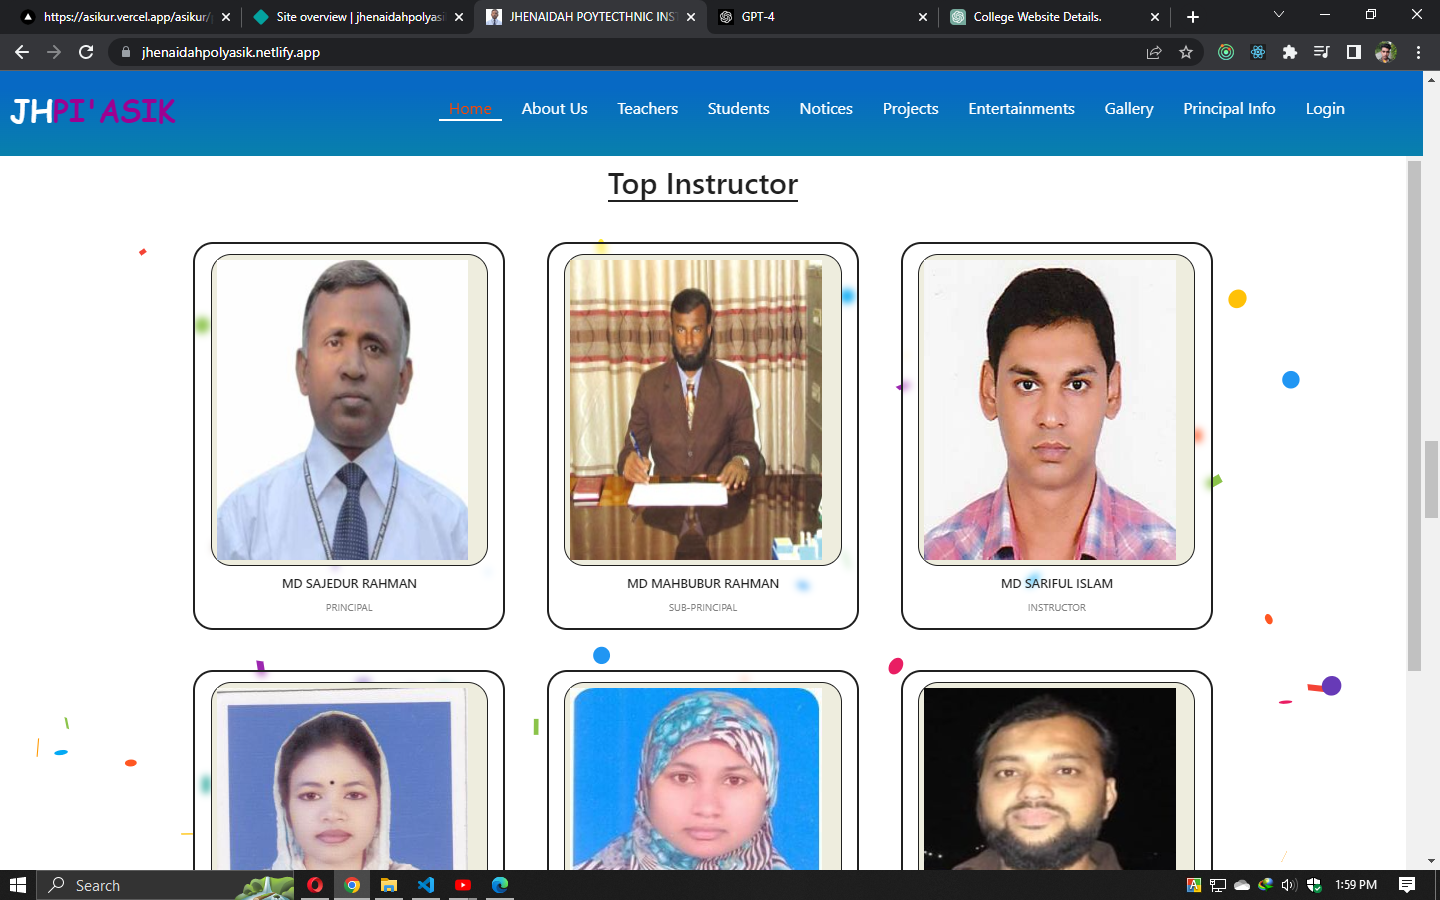 https://asikur.vercel.app/asikur/
Site overview | jhenaidahpolyasi
JHENAIDAH POYTECTHNIC INS
GPT-4
College Website Details.
jhenaidahpolyasik.netlify.app
JHPI'ASIK
Home
About Us
Teachers
Students
Notices
Projects
Entertainments
Gallery
Principal Info
Login
Top Instructor
MD SAJEDUR RAHMAN
PRINCIPAL
MD MAHBUBUR RAHMAN
SUB-PRINCIPAL
MD SARIFUL ISLAM
INSTRUCTOR
Search
1:59 PM